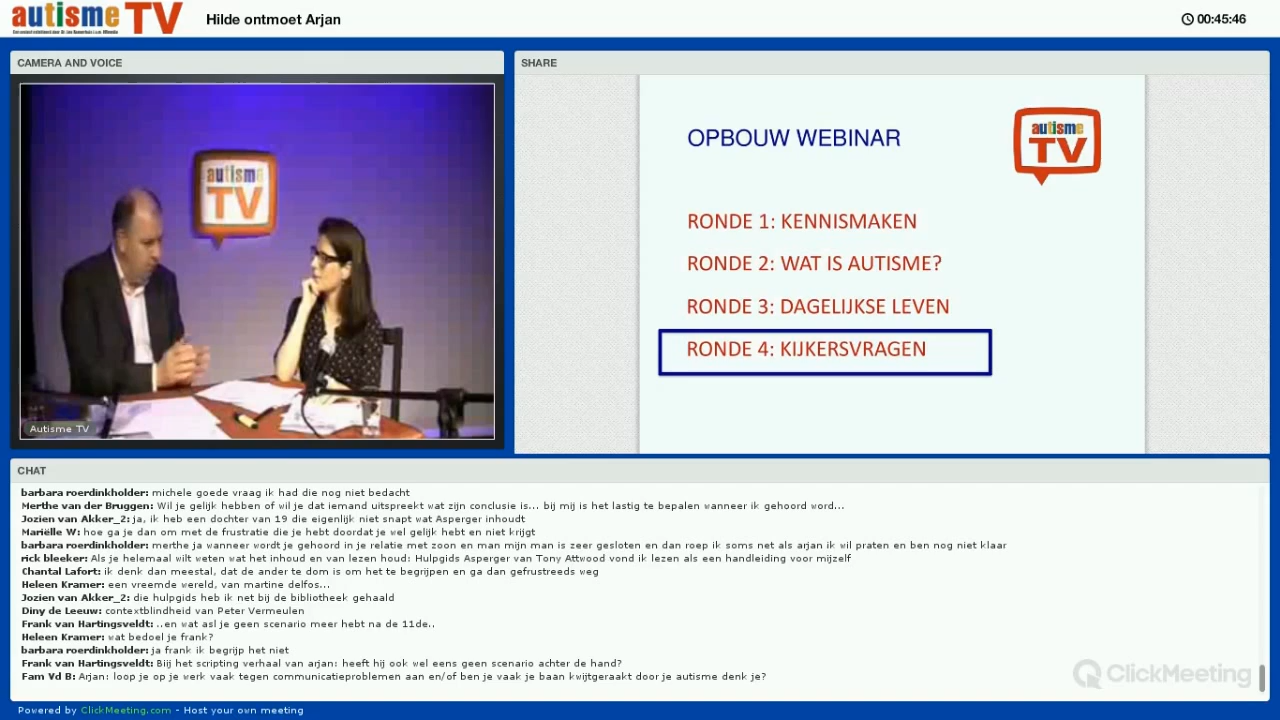 autisme TV
Hilde ontmoet Arjan
00:45:46
CAMERA AND VOICE
autisme
TV
Autisme TV
SHARE
OPBOUW WEBINAR
autisme
TV
RONDE 1: KENNISMAKEN
RONDE 2: WAT IS AUTISME?
RONDE 3: DAGELIJKSE LEVEN
RONDE 4: KIJKERSVRAGEN
CHAT
barbara roerdinkholder: michele goede vraag ik had die nog niet bedacht
Merthe van der Bruggen: Wil je gelijk hebben of wil je dat iemand uitspreekt wat zijn conclusie is... bij mij is het lastig te bepalen wanneer ik gehoord word...
Jozien van Akker_2: ja, ik heb een dochter van 19 die eigenlijk niet snapt wat Asperger inhoudt
Mariëlle W: hoe ga je dan om met de frustratie die je hebt doordat je wel gelijk hebt en niet krijgt
barbara roerdinkholder: merthe ja wanneer wordt je gehoord in je relatie met zoon en man mijn man is zeer gesloten en dan roep ik soms net als arjan ik wil praten en ben nog niet klaar
rick bleeker: Als je helemaal wilt weten wat het inhoud en van lezen houd: Hulpgids Asperger van Tony Attwood vond ik lezen als een handleiding voor mijzelf
Chantal Lafort: ik denk dan meestal, dat de ander te dom is om het te begrijpen en ga dan gefrustreeds weg
Heleen Kramer: een vreemde wereld, van martine delfos...
Jozien van Akker_2: die hulpgids heb ik net bij de bibliotheek gehaald
Diny de Leeuw: contextblindheid van Peter Vermeulen
Frank van Hartingsveldt: ..en wat asl je geen scenario meer hebt na de 11de..
Heleen Kramer: wat bedoel je frank?
barbara roerdinkholder: ja frank ik begrijp het niet
Frank van Hartingsveldt: Biij het scripting verhaal van arjan: heeft hij ook wel eens geen scenario achter de hand?
Fam Vd B: Arjan: loop je op je werk vaak tegen communicatieproblemen aan en/of ben je vaak je baan kwijtgeraakt door je autisme denk je?
ClickMeeting
Powered by ClickMeeting.com - Host your own meeting